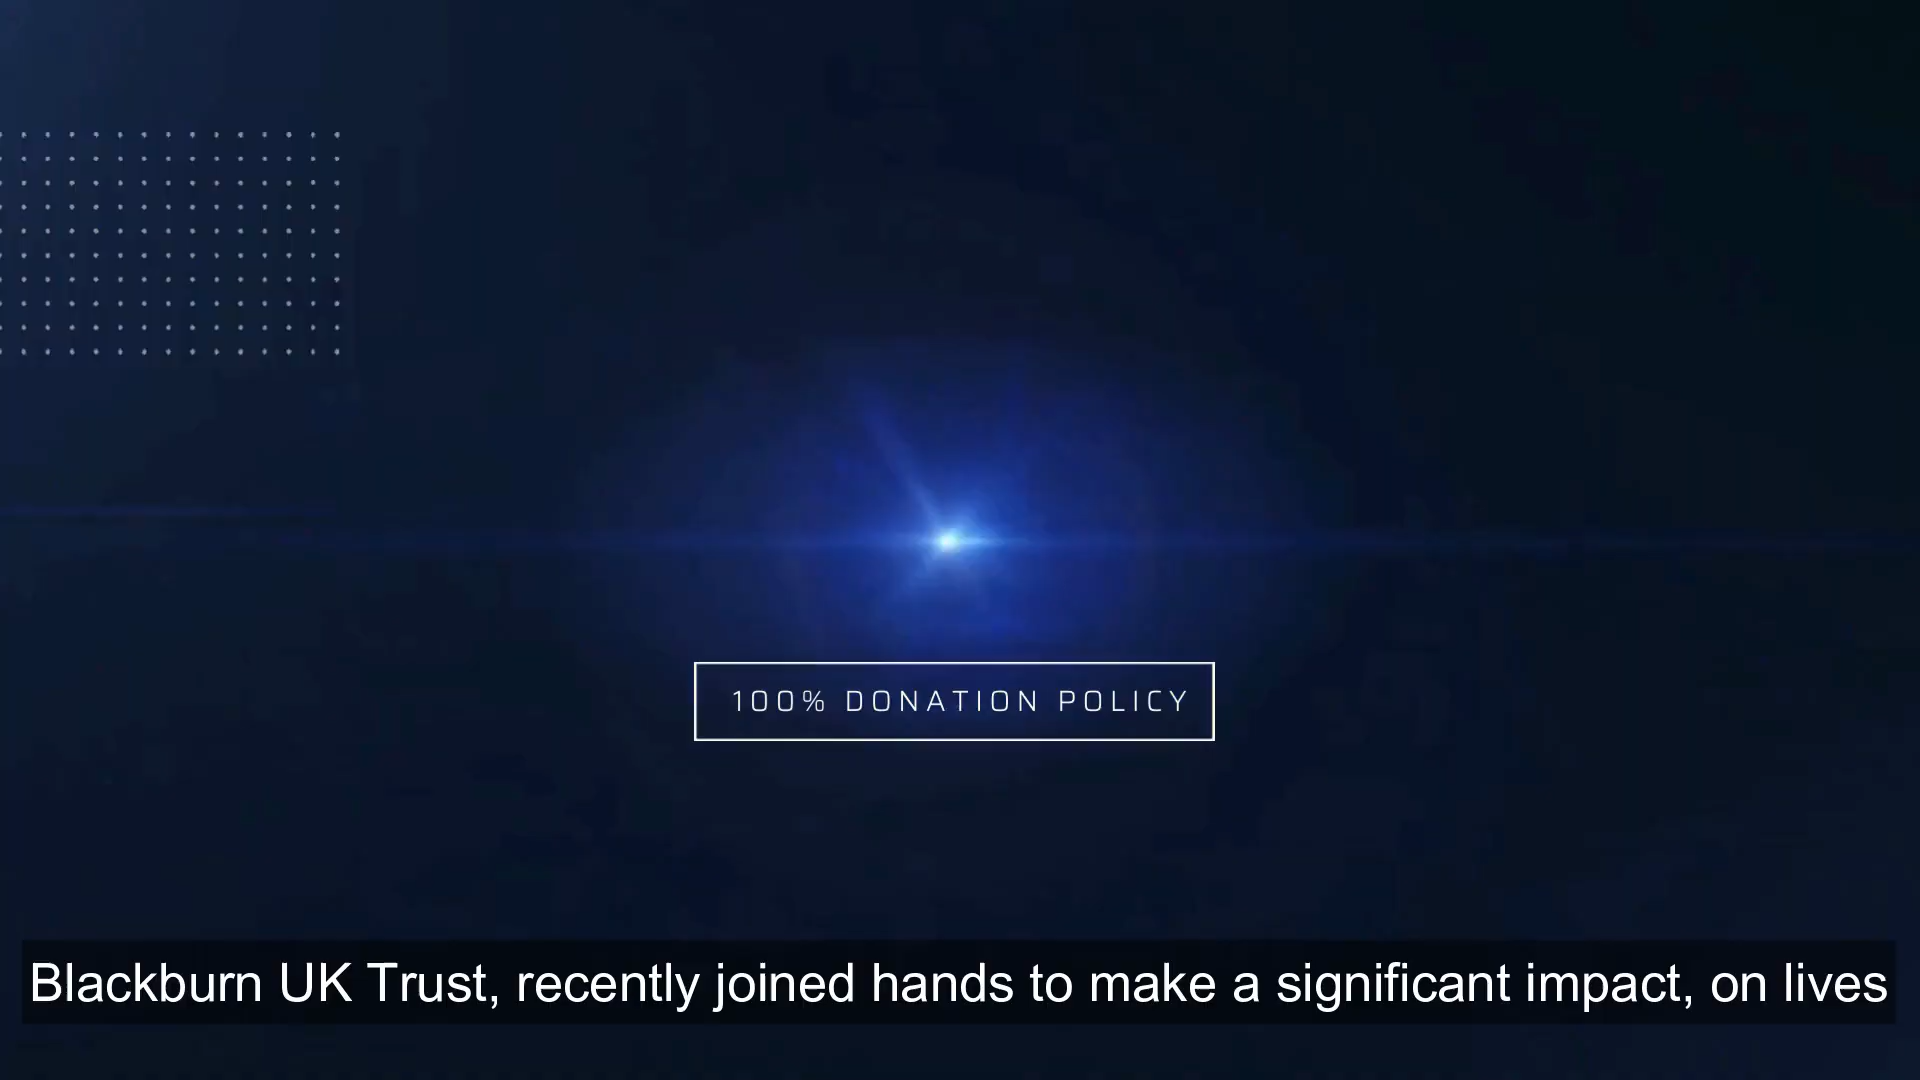 100% DONATION POLICY
Blackburn UK Trust, recently joined hands to make a significant impact, on lives